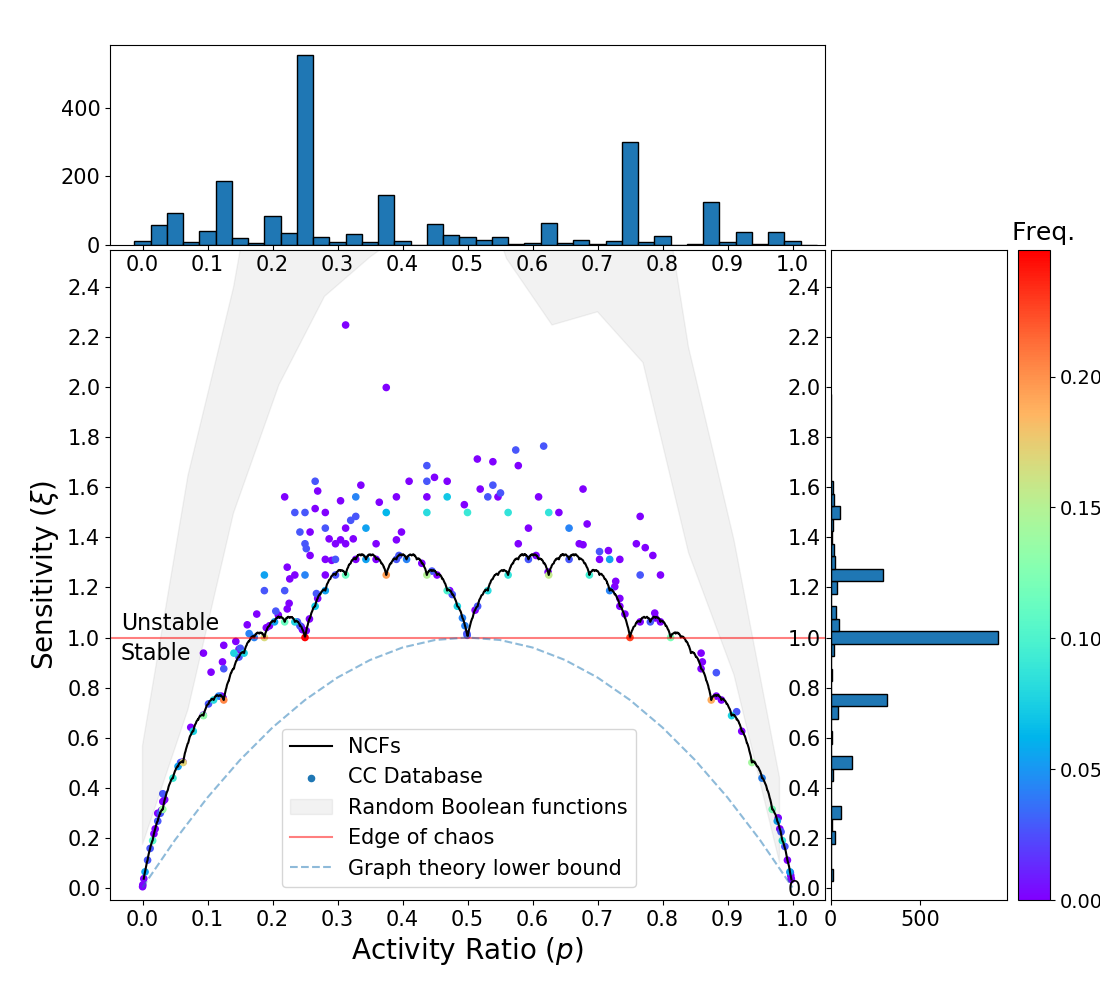 400
200
0
0.0 0.1 0.2 0.3 0.4 0.5 0.6 0.7 0.8 0.9 1.0
Freq.
2.4
2.2
2.0
1.8
1.6
1.4
1.2
1.0
0.8
0.6
0.4
0.2
0.0
Sensitivity (ξ)
Unstable
Stable
NCFs
CC Database
Random Boolean functions
Edge of chaos
Graph theory lower bound
0.0 0.1 0.2 0.3 0.4 0.5 0.6 0.7 0.8 0.9 1.0
Activity Ratio (p)
2.4
2.2
2.0
1.8
1.6
1.4
1.2
1.0
0.8
0.6
0.4
0.2
0.0
0 500
0.20
0.15
0.10
0.05
0.00